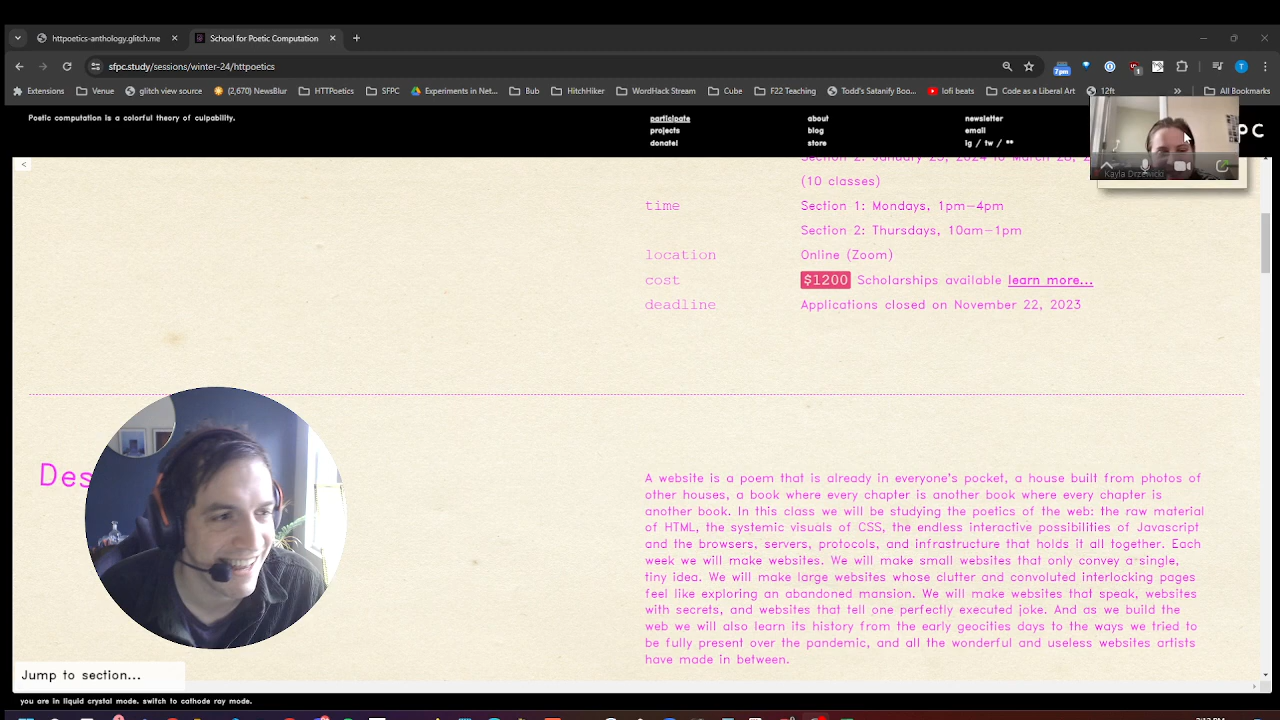 httpoetics-anthology.glitch.me
School for Poetic Computation
sfpc.study/sessions/winter-24/httpoetics
Extensions
Venue
glitch view source
(2,670) NewsBlur
HTTPoetics
SFPC
Experiments in Net...
Bub
HitchHiker
WordHack Stream
Cube
F22 Teaching
Todd's Satanify Boo...
lofi beats
Code as a Liberal Art
12ft
All Bookmarks
Poetic computation is a colorful theory of culpability.
participate
projects
donate!
about
blog
store
newsletter
email
ig / tw / **
PC
Kayla Drzewicki
<
(10 classes)
time Section 1: Mondays, 1pm–4pm
Section 2: Thursdays, 10am–1pm
location Online (Zoom)
cost $1200 Scholarships available learn more...
deadline Applications closed on November 22, 2023
Des
A website is a poem that is already in everyone's pocket, a house built from photos of
other houses, a book where every chapter is another book where every chapter is
another book. In this class we will be studying the poetics of the web: the raw material
of HTML, the systemic visuals of CSS, the endless interactive possibilities of Javascript
and the browsers, servers, protocols, and infrastructure that holds it all together. Each
week we will make websites. We will make small websites that only convey a single,
tiny idea. We will make large websites whose clutter and convoluted interlocking pages
feel like exploring an abandoned mansion. We will make websites that speak, websites
with secrets, and websites that tell one perfectly executed joke. And as we build the
web we will also learn its history from the early geocities days to the ways we tried to
be fully present over the pandemic, and all the wonderful and useless websites artists
have made in between.
Jump to section...
you are in liquid crystal mode. switch to cathode ray mode.